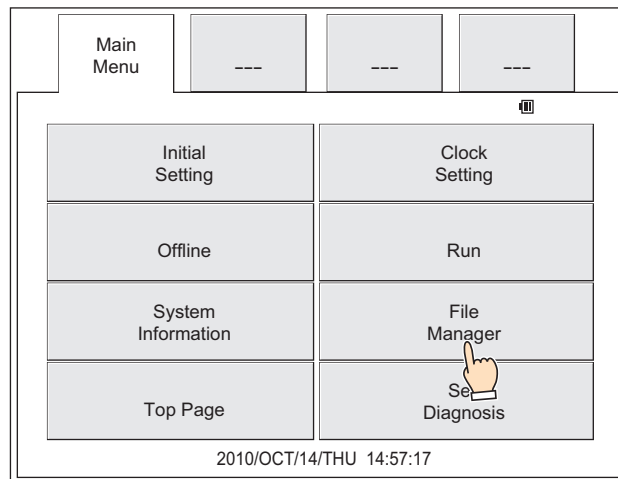 Main
Menu
---
---
---
Initial
Setting
Clock
Setting
Offline
Run
System
Information
File
Manager
Top Page
Se
Diagnosis
2010/OCT/14/THU 14:57:17